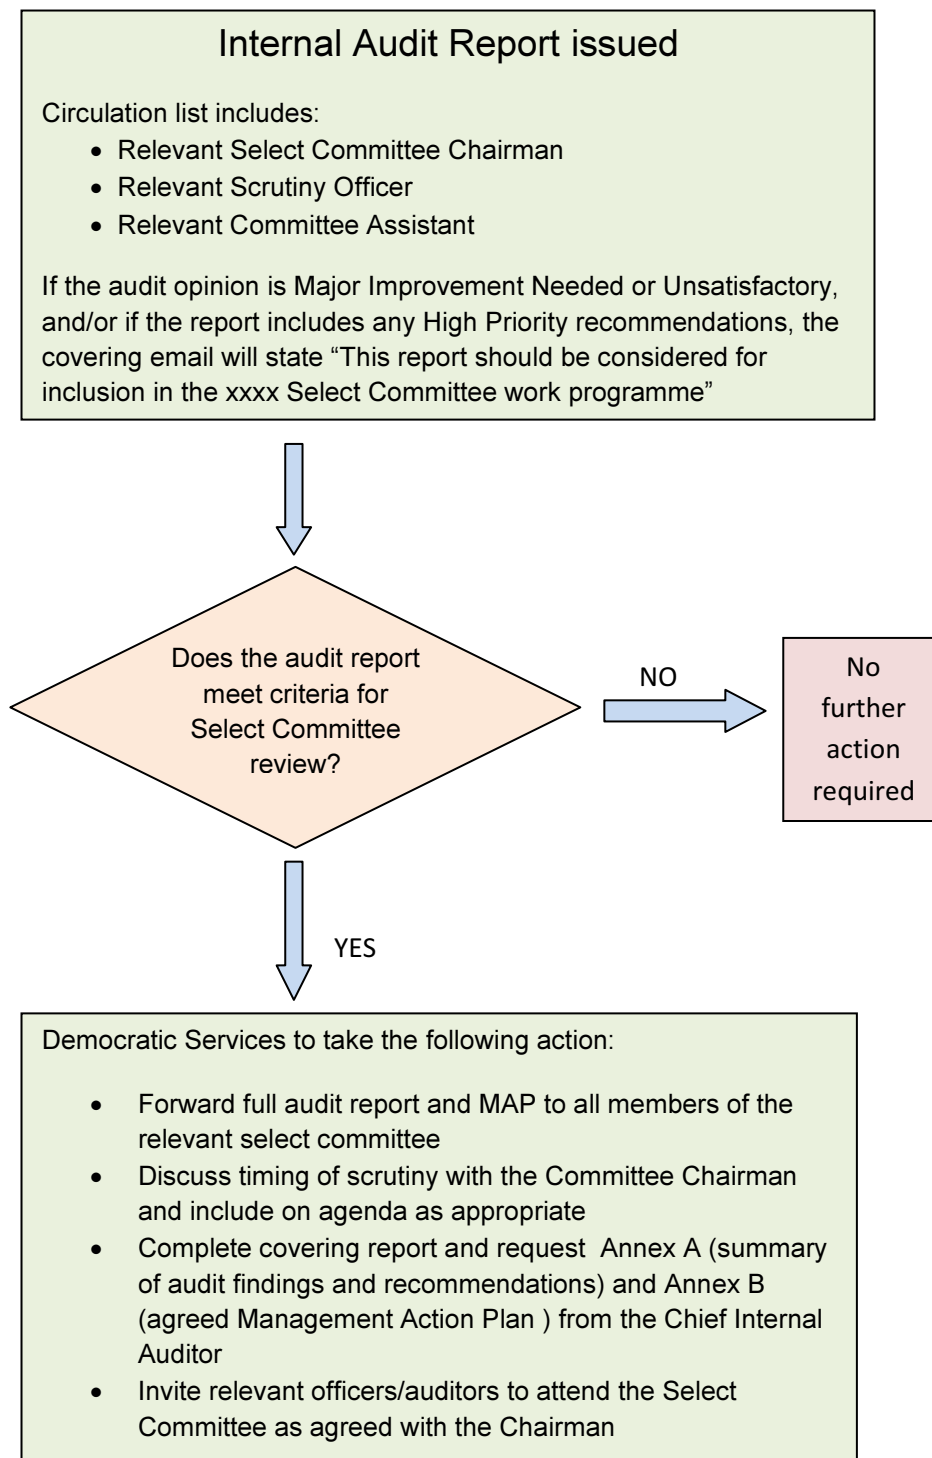 Internal Audit Report issued
Circulation list includes:
• Relevant Select Committee Chairman
• Relevant Scrutiny Officer
• Relevant Committee Assistant
If the audit opinion is Major Improvement Needed or Unsatisfactory,
and/or if the report includes any High Priority recommendations, the
covering email will state “This report should be considered for
inclusion in the xxxx Select Committee work programme”
Does the audit report
meet criteria for
Select Committee
review?
NO
No
further
action
required
YES
Democratic Services to take the following action:
• Forward full audit report and MAP to all members of the
relevant select committee
• Discuss timing of scrutiny with the Committee Chairman
and include on agenda as appropriate
• Complete covering report and request  Annex A (summary
of audit findings and recommendations) and Annex B
(agreed Management Action Plan ) from the Chief Internal
Auditor
• Invite relevant officers/auditors to attend the Select
Committee as agreed with the Chairman